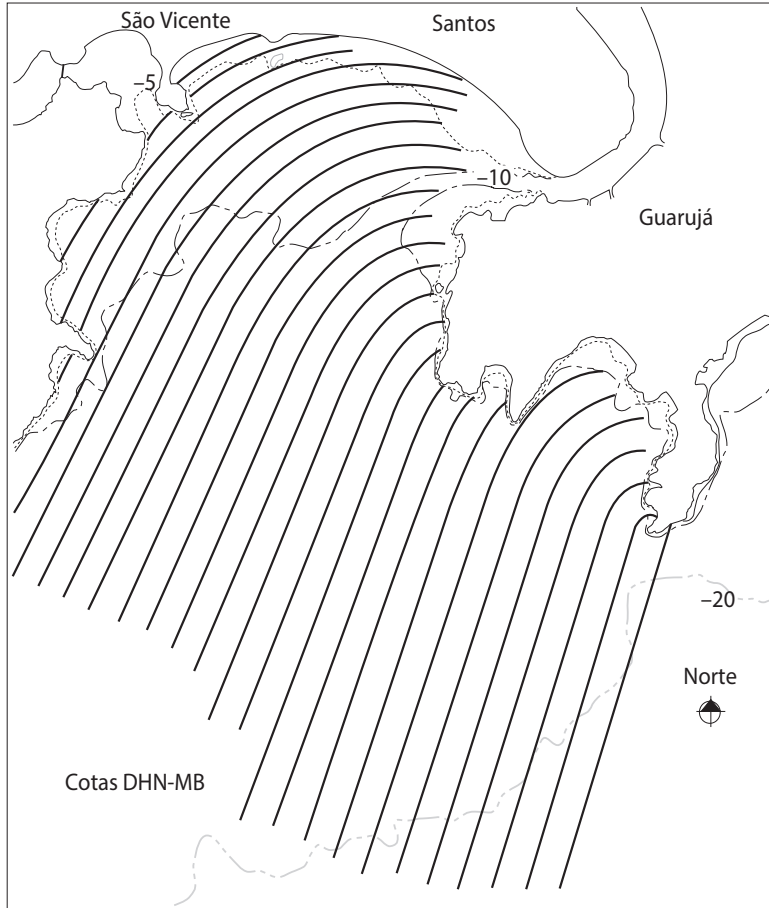 São Vicente
Santos
–5
–10
Guarujá
–20
Norte
Cotas DHN-MB